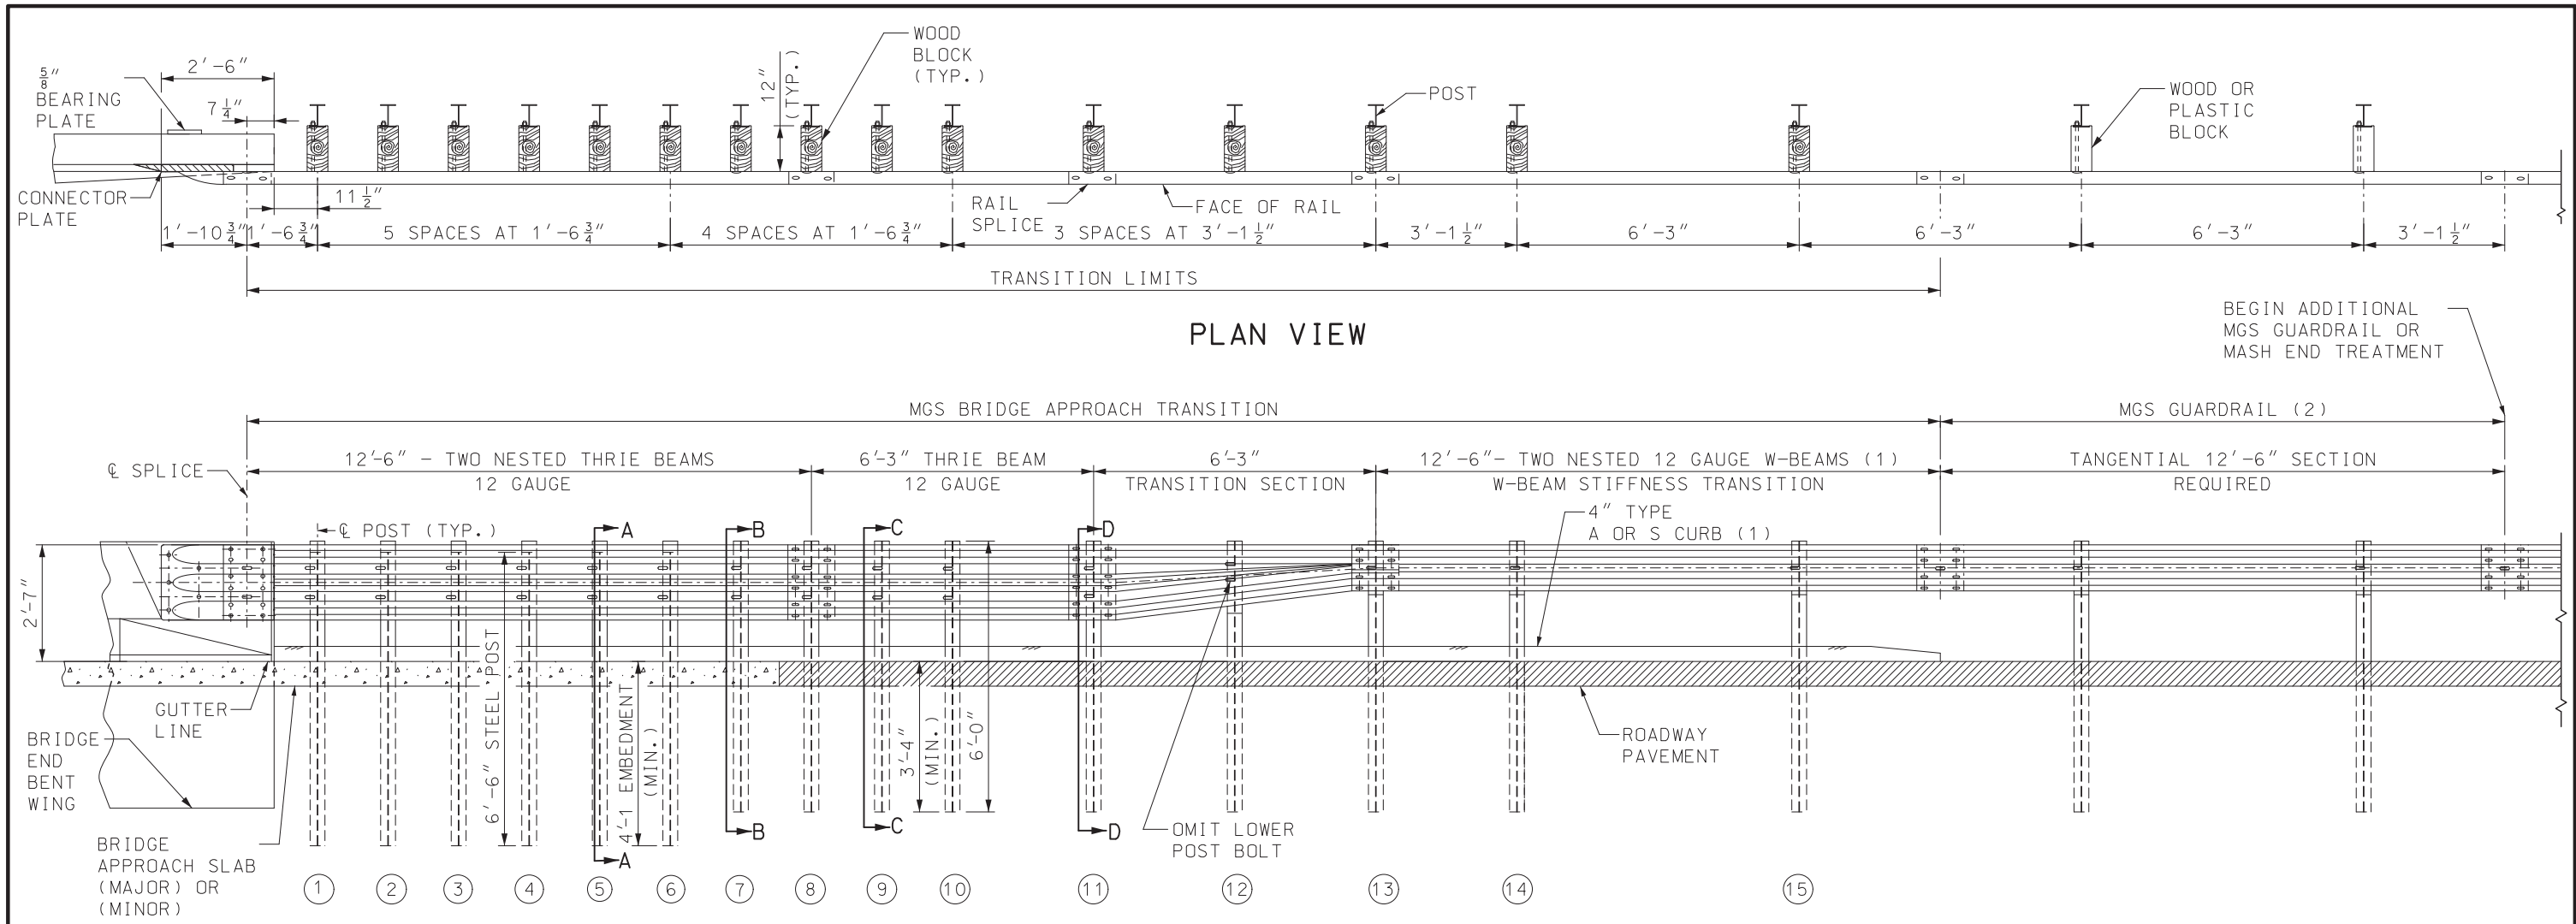 WOOD
BLOCK
(TYP.)
5/8"
BEARING
PLATE
2'-6"
7 1/4"
12"
(TYP.)
POST
WOOD OR
PLASTIC
BLOCK
CONNECTOR
PLATE
11 1/2"
RAIL
SPLICE
FACE OF RAIL
1'-10 3/4"
1'-6 3/4"
5 SPACES AT 1'-6 3/4"
4 SPACES AT 1'-6 3/4"
3 SPACES AT 3'-1 1/2"
3'-1 1/2"
6'-3"
6'-3"
6'-3"
3'-1 1/2"
TRANSITION LIMITS
PLAN VIEW
BEGIN ADDITIONAL
MGS GUARDRAIL OR
MASH END TREATMENT
MGS BRIDGE APPROACH TRANSITION
MGS GUARDRAIL (2)
℄ SPLICE
12'-6" - TWO NESTED THRIE BEAMS
12 GAUGE
6'-3" THRIE BEAM
12 GAUGE
6'-3"
TRANSITION SECTION
12'-6"- TWO NESTED 12 GAUGE W-BEAMS (1)
W-BEAM STIFFNESS TRANSITION
TANGENTIAL 12'-6" SECTION
REQUIRED
℄ POST (TYP.)
A
B
C
D
4" TYPE
A OR S CURB (1)
2'-7"
6'-6" STEEL POST
4'-1 EMBEDMENT
(MIN.)
3'-4"
(MIN.)
6'-0"
GUTTER
LINE
BRIDGE
END
BENT
WING
ROADWAY
PAVEMENT
OMIT LOWER
POST BOLT
A
B
C
D
BRIDGE
APPROACH SLAB
(MAJOR) OR
(MINOR)
1
2
3
4
5
6
7
8
9
10
11
12
13
14
15